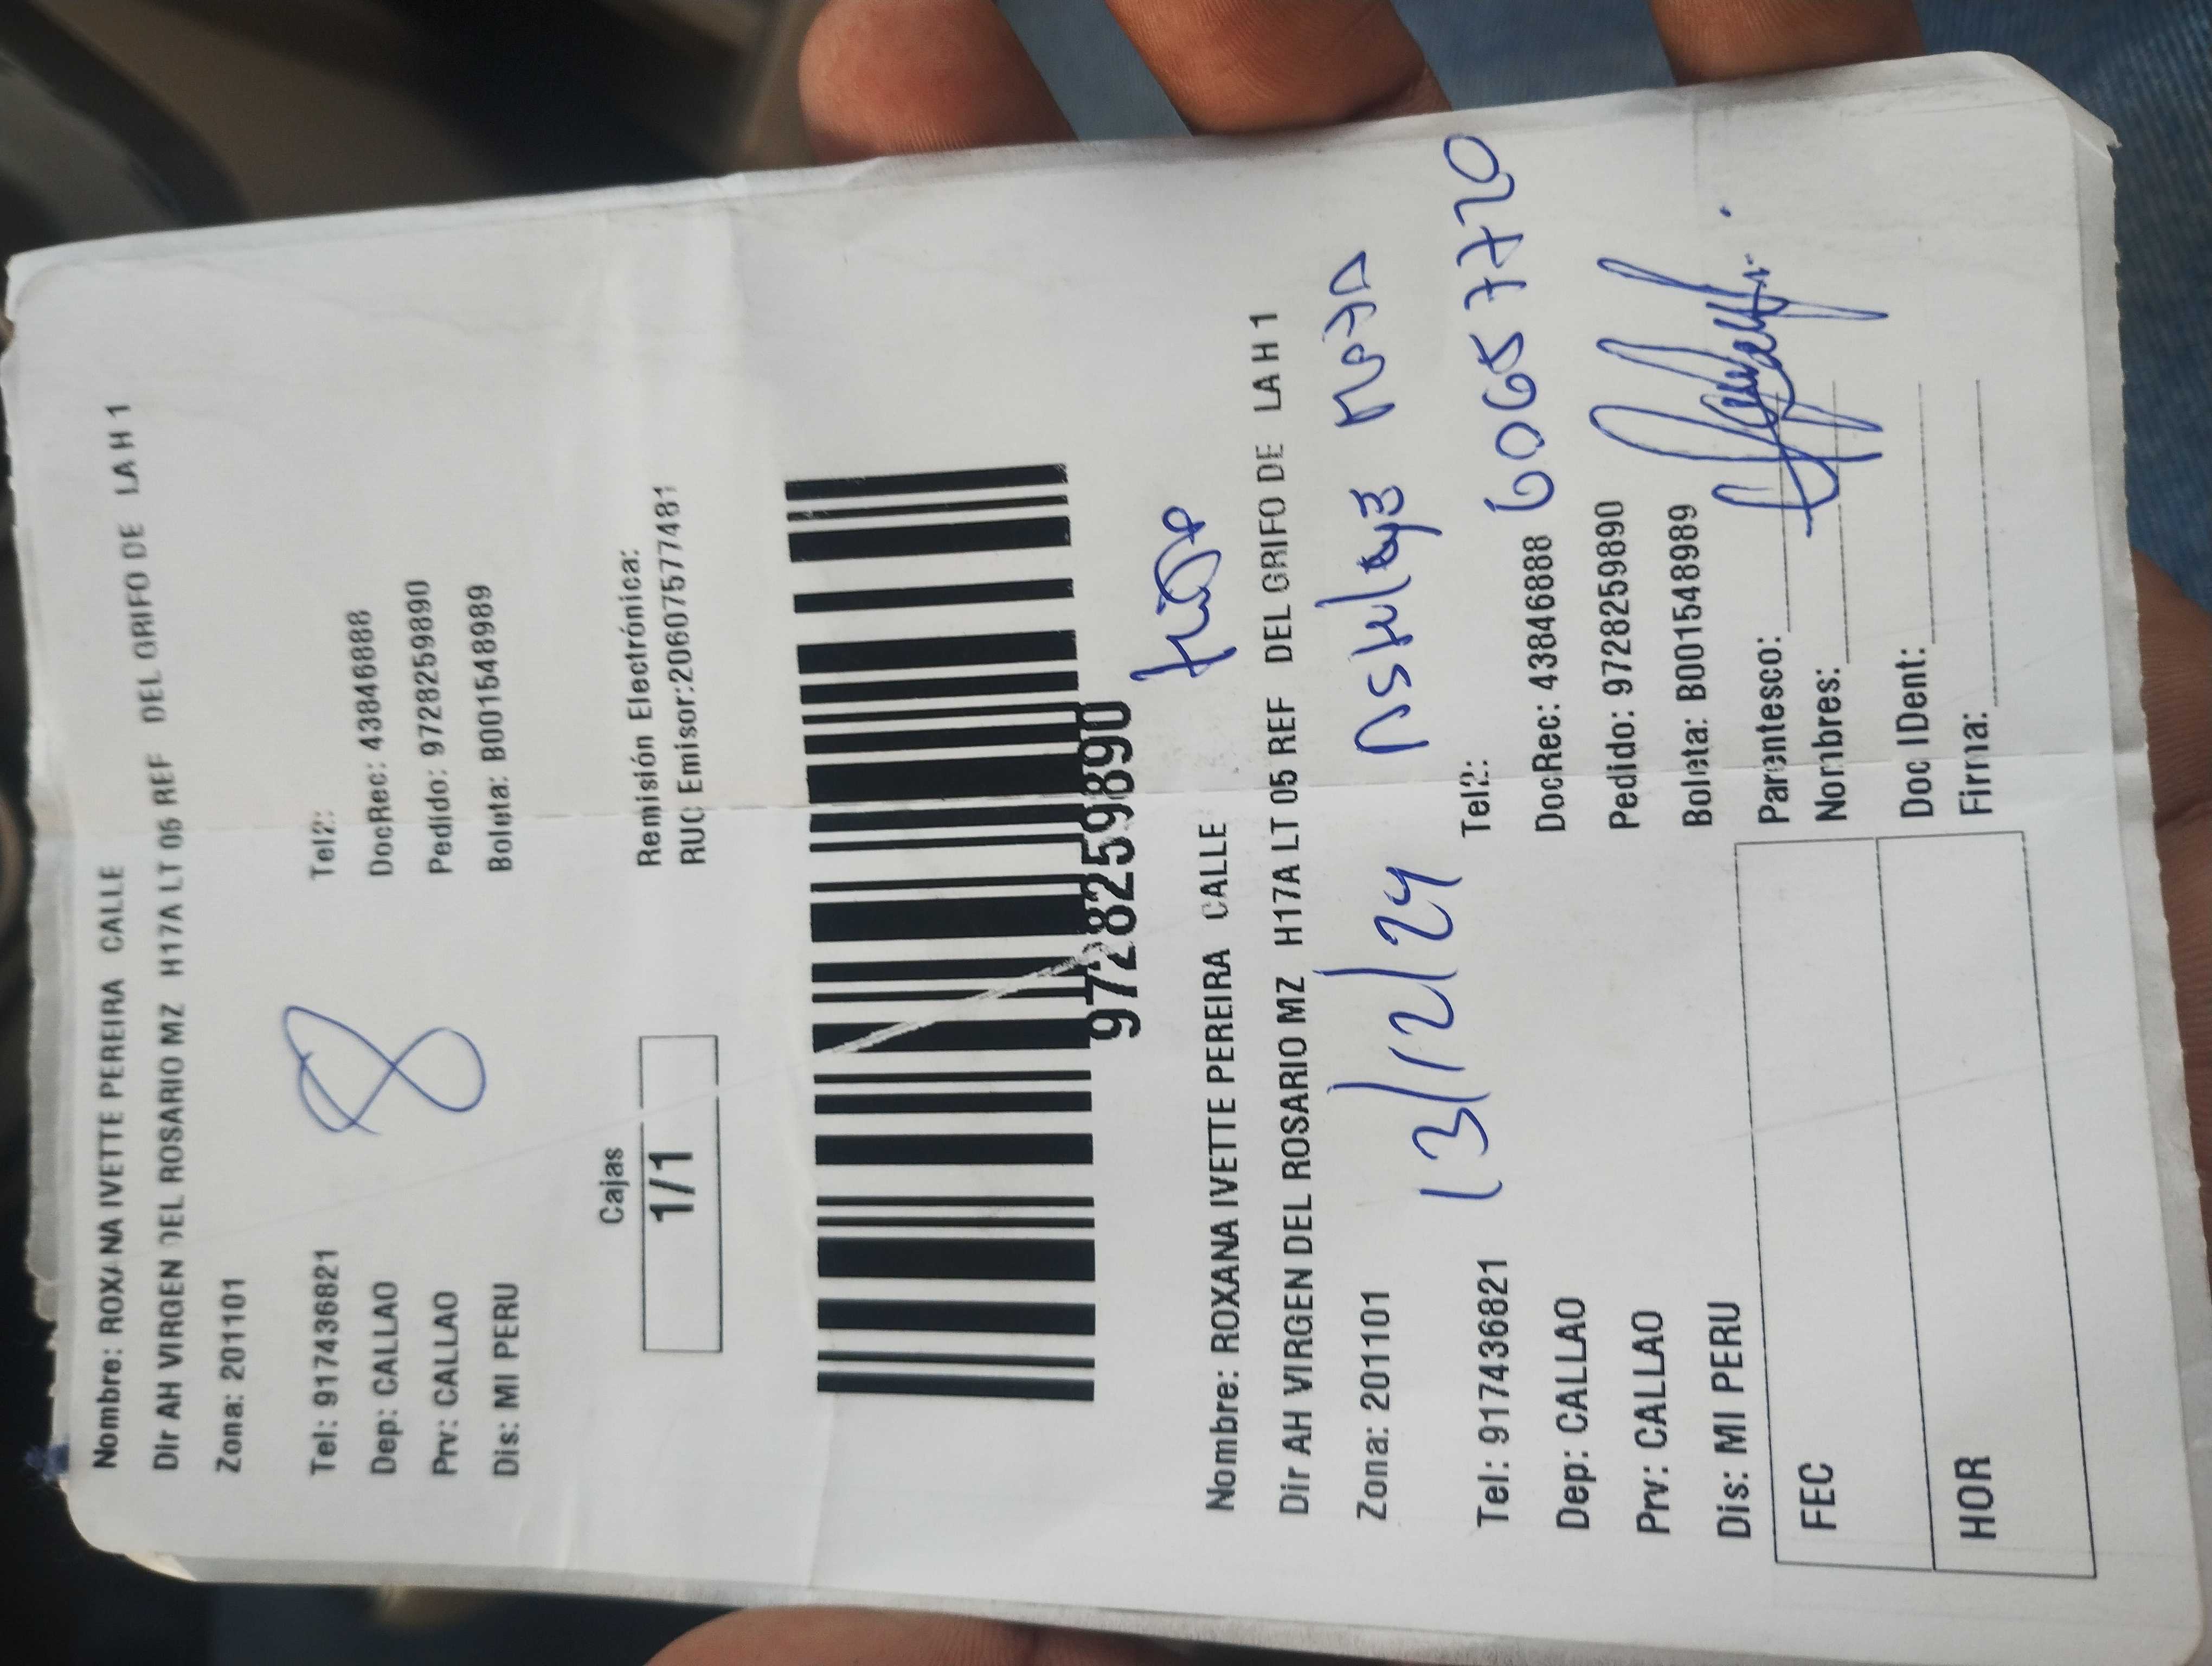 Nombre: ROXANA IVETTE PEREIRA CALLE
Dir AH VIRGEN DEL ROSARIO MZ H17A LT 05 REF DEL GRIFO DE LA H 1
Zona: 201101
Tel: 917436821
Tel2:
Dep: CALLAO
DocRec: 43846888
Prv: CALLAO
Pedido: 97282598​90
Dis: MI PERU
Boleta: B001548989
8
Cajas
1/1
Remisión Electrónica:
RUC Emisor:20607577481
9728259890
Nombre: ROXANA IVETTE PEREIRA CALLE
Dir AH VIRGEN DEL ROSARIO MZ H17A LT 05 REF DEL GRIFO DE LA H 1
Zona: 201101
13/12/24
60657720
Tel: 917436821
Tel2:
Dep: CALLAO
DocRec: 43846888
Prv: CALLAO
Pedido: 9728259890
Dis: MI PERU
Boleta: B001548989
FEC
Parentesco:
Nombres:
HOR
Doc IDent:
Firma: